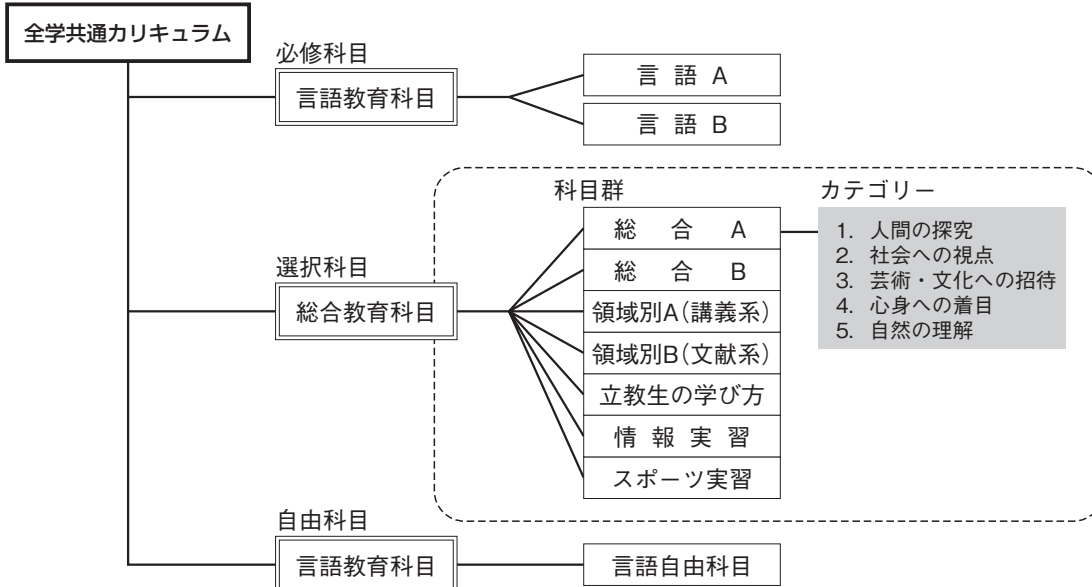 全学共通カリキュラム
必修科目
言語教育科目
言語A
言語B
選択科目
総合教育科目
科目群
総合A
総合B
領域別A(講義系)
領域別B(文献系)
立教生の学び方
情報実習
スポーツ実習
カテゴリー
1. 人間の探究
2. 社会への視点
3. 芸術・文化への招待
4. 心身への着目
5. 自然の理解
自由科目
言語教育科目
言語自由科目